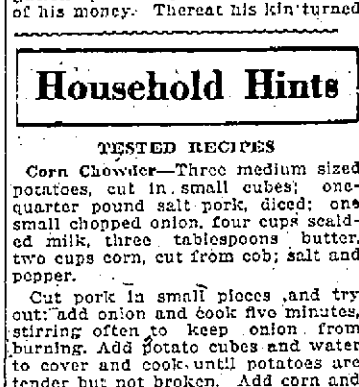 of his money. Thereat his kin turned
Household Hints
TESTED RECIPES
Corn Chowder—Three medium sized
potatoes, cut in small cubes; one-
quarter pound salt pork, diced; one
small chopped onion, four cups scald-
ed milk, three tablespoons butter,
two cups corn, cut from cob; salt and
pepper.
Cut pork in small pieces and try
out; add onion and cook five minutes,
stirring often to keep onion from
burning. Add potato cubes and water
to cover and cook until potatoes are
tender but not broken. Add corn and